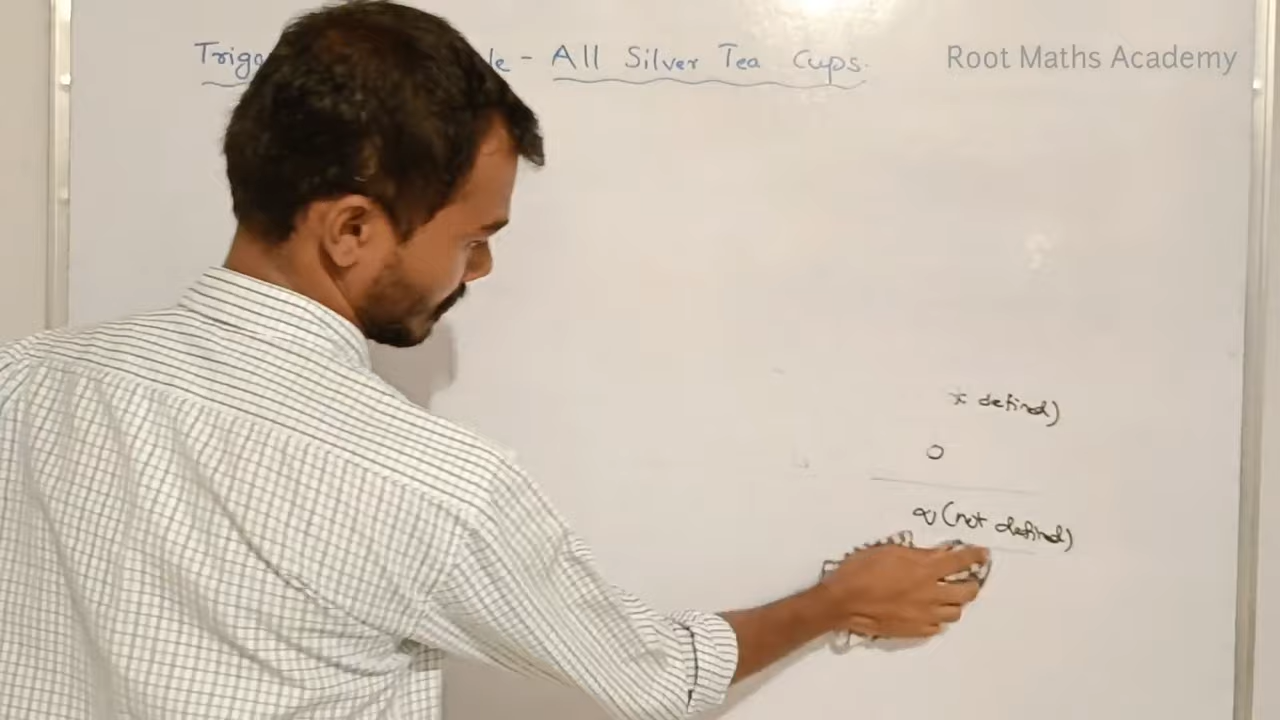 Trigo le - All Silver Tea Cups.
Root Maths Academy
t defined)
0
∞ (not defined)